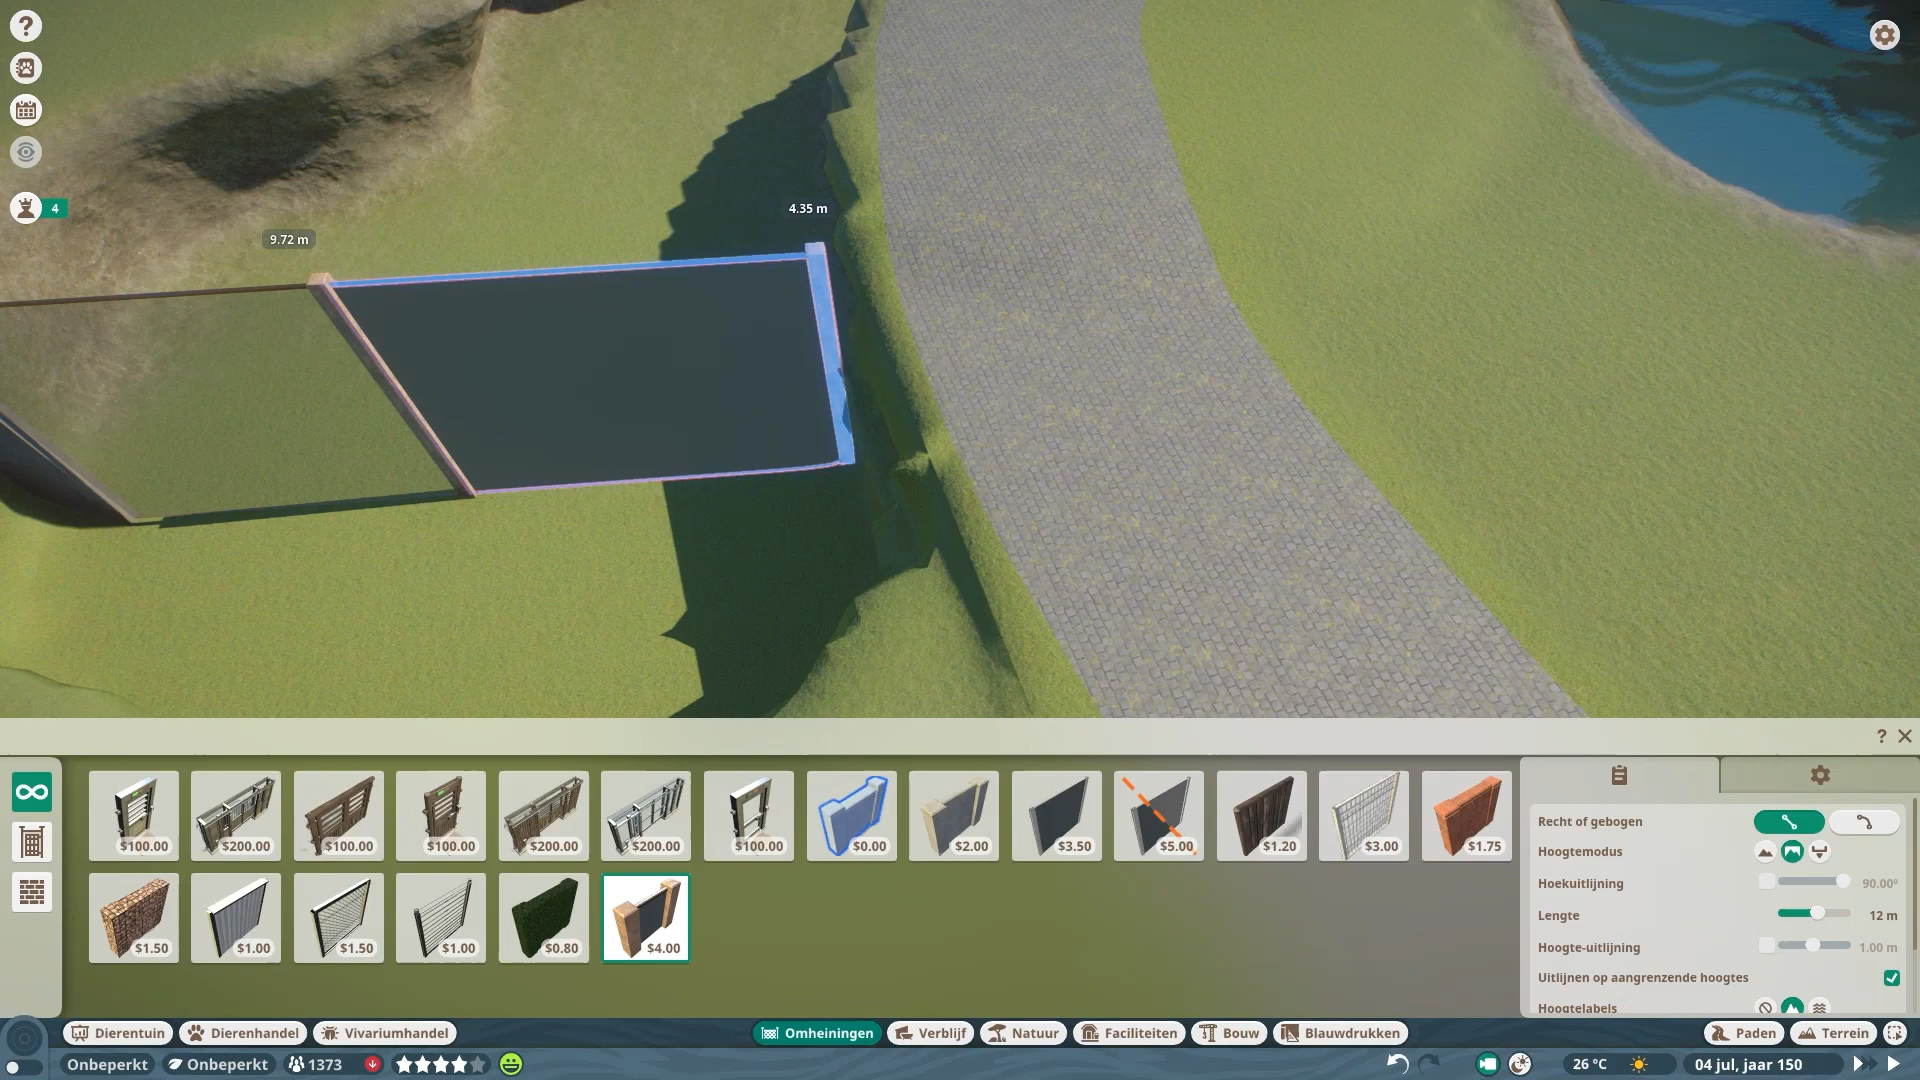 4
4.35 m
9.72 m
?
$100.00 $200.00 $100.00 $100.00 $200.00 $200.00 $100.00 $0.00 $2.00 $3.50 $5.00 $1.20 $3.00 $1.75
$1.50 $1.00 $1.50 $1.00 $0.80 $4.00
Recht of gebogen
Hoogtemodus
Hoekuitlijning 90.00º
Lengte 12 m
Hoogte-uitlijning 1.00 m
Uitlijnen op aangrenzende hoogtes
Hoogtelabels
Dierentuin Dierenhandel Vivariumhandel Omheiningen Verblijf Natuur Faciliteiten Bouw Blauwdrukken Paden Terrein
Onbeperkt Onbeperkt 1373 26 °C 04 jul, jaar 150